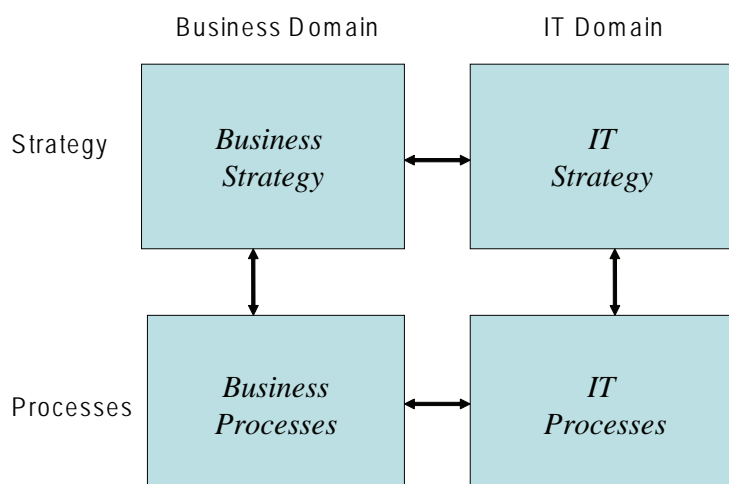 Business Domain
IT Domain
Strategy
Business
Strategy
IT
Strategy
Processes
Business
Processes
IT
Processes